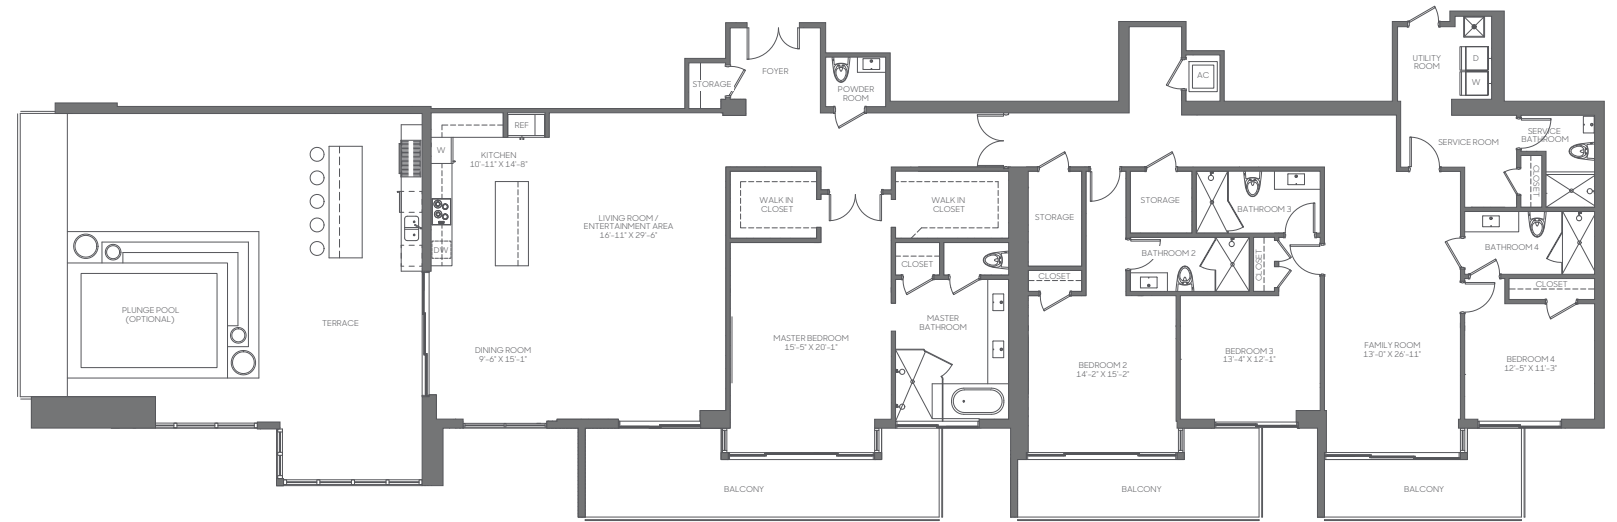 FOYER
STORAGE
POWDER
ROOM
AC
UTILITY
ROOM
D
W
REF
W
KITCHEN
10'-11" X 14'-8"
DW
SERVICE ROOM
SERVICE
BATHROOM
CLOSET
WALK IN
CLOSET
WALK IN
CLOSET
LIVING ROOM /
ENTERTAINMENT AREA
16'-11" X 29'-6"
STORAGE
STORAGE
BATHROOM 3
BATHROOM 2
CLOSET
BATHROOM 4
CLOSET
CLOSET
CLOSET
PLUNGE POOL
(OPTIONAL)
TERRACE
MASTER
BATHROOM
DINING ROOM
9'-6" X 15'-1"
MASTER BEDROOM
15'-5" X 20'-1"
BEDROOM 2
14'-2" X 15'-2"
BEDROOM 3
13'-4" X 12'-1"
FAMILY ROOM
13'-0" X 26'-11"
BEDROOM 4
12'-5" X 11'-3"
BALCONY
BALCONY
BALCONY